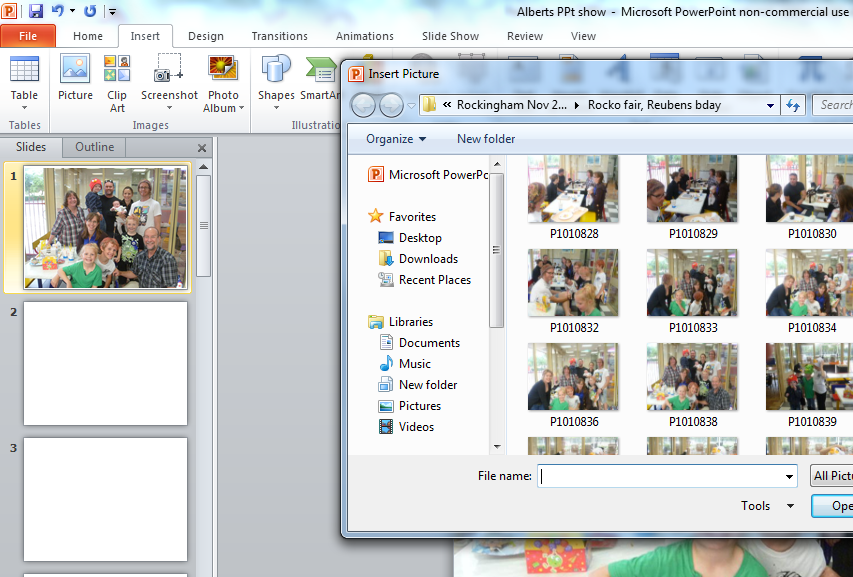 Alberts PPt show - Microsoft PowerPoint non-commercial use
File Home Insert Design Transitions Animations Slide Show Review View
Table Picture Clip Art Screenshot Photo Album Shapes SmartAr
Tables Images Illustratio
Slides Outline
1
2
3
Insert Picture
« Rockingham Nov 2... Rocko fair, Reubens bday Search
Organize New folder
Microsoft PowerPo
Favorites
Desktop
Downloads
Recent Places
Libraries
Documents
Music
New folder
Pictures
Videos
P1010828 P1010829 P1010830
P1010832 P1010833 P1010834
P1010836 P1010838 P1010839
File name: All Pictu
Tools Ope